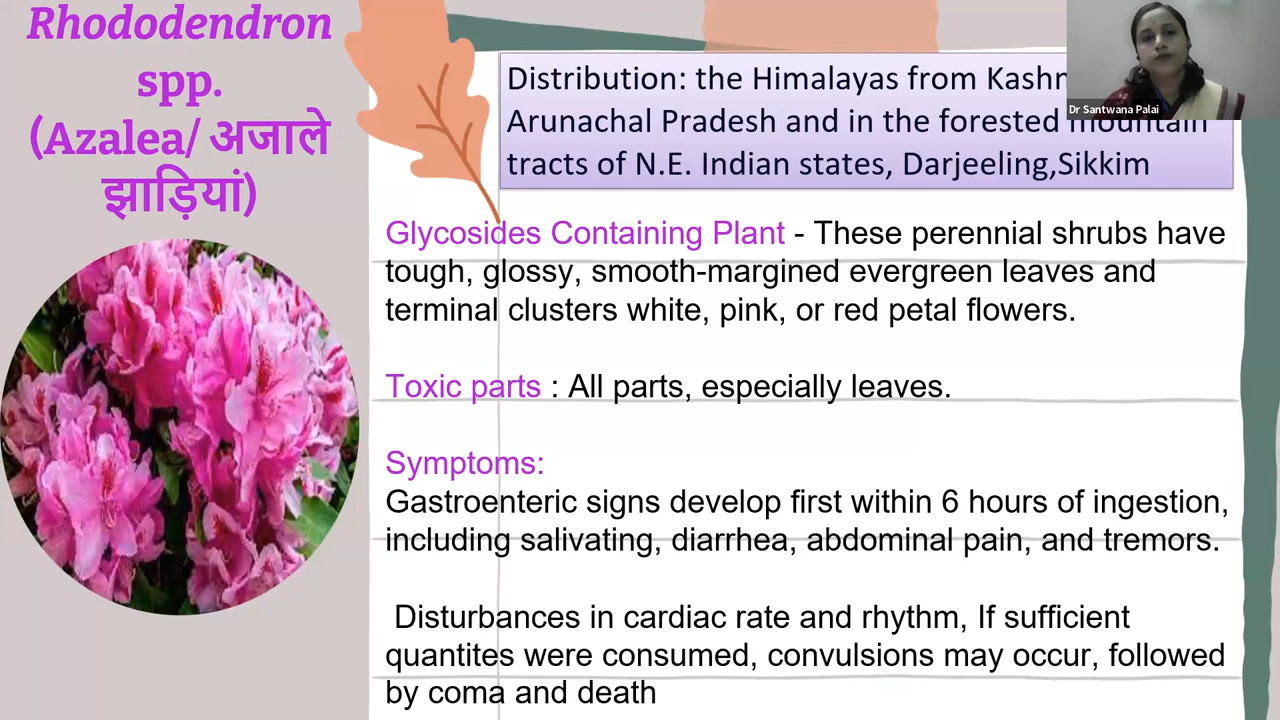 Rhododendron
spp.
(Azalea/ अजाले
झाड़ियां)
Distribution: the Himalayas from
Arunachal Pradesh and in the forested mountain
tracts of N.E. Indian states, Darjeeling,Sikkim
Dr Santwana Palai
Glycosides Containing Plant - These perennial shrubs have
tough, glossy, smooth-margined evergreen leaves and
terminal clusters white, pink, or red petal flowers.
Toxic parts : All parts, especially leaves.
Symptoms:
Gastroenteric signs develop first within 6 hours of ingestion,
including salivating, diarrhea, abdominal pain, and tremors.
Disturbances in cardiac rate and rhythm, If sufficient
quantites were consumed, convulsions may occur, followed
by coma and death